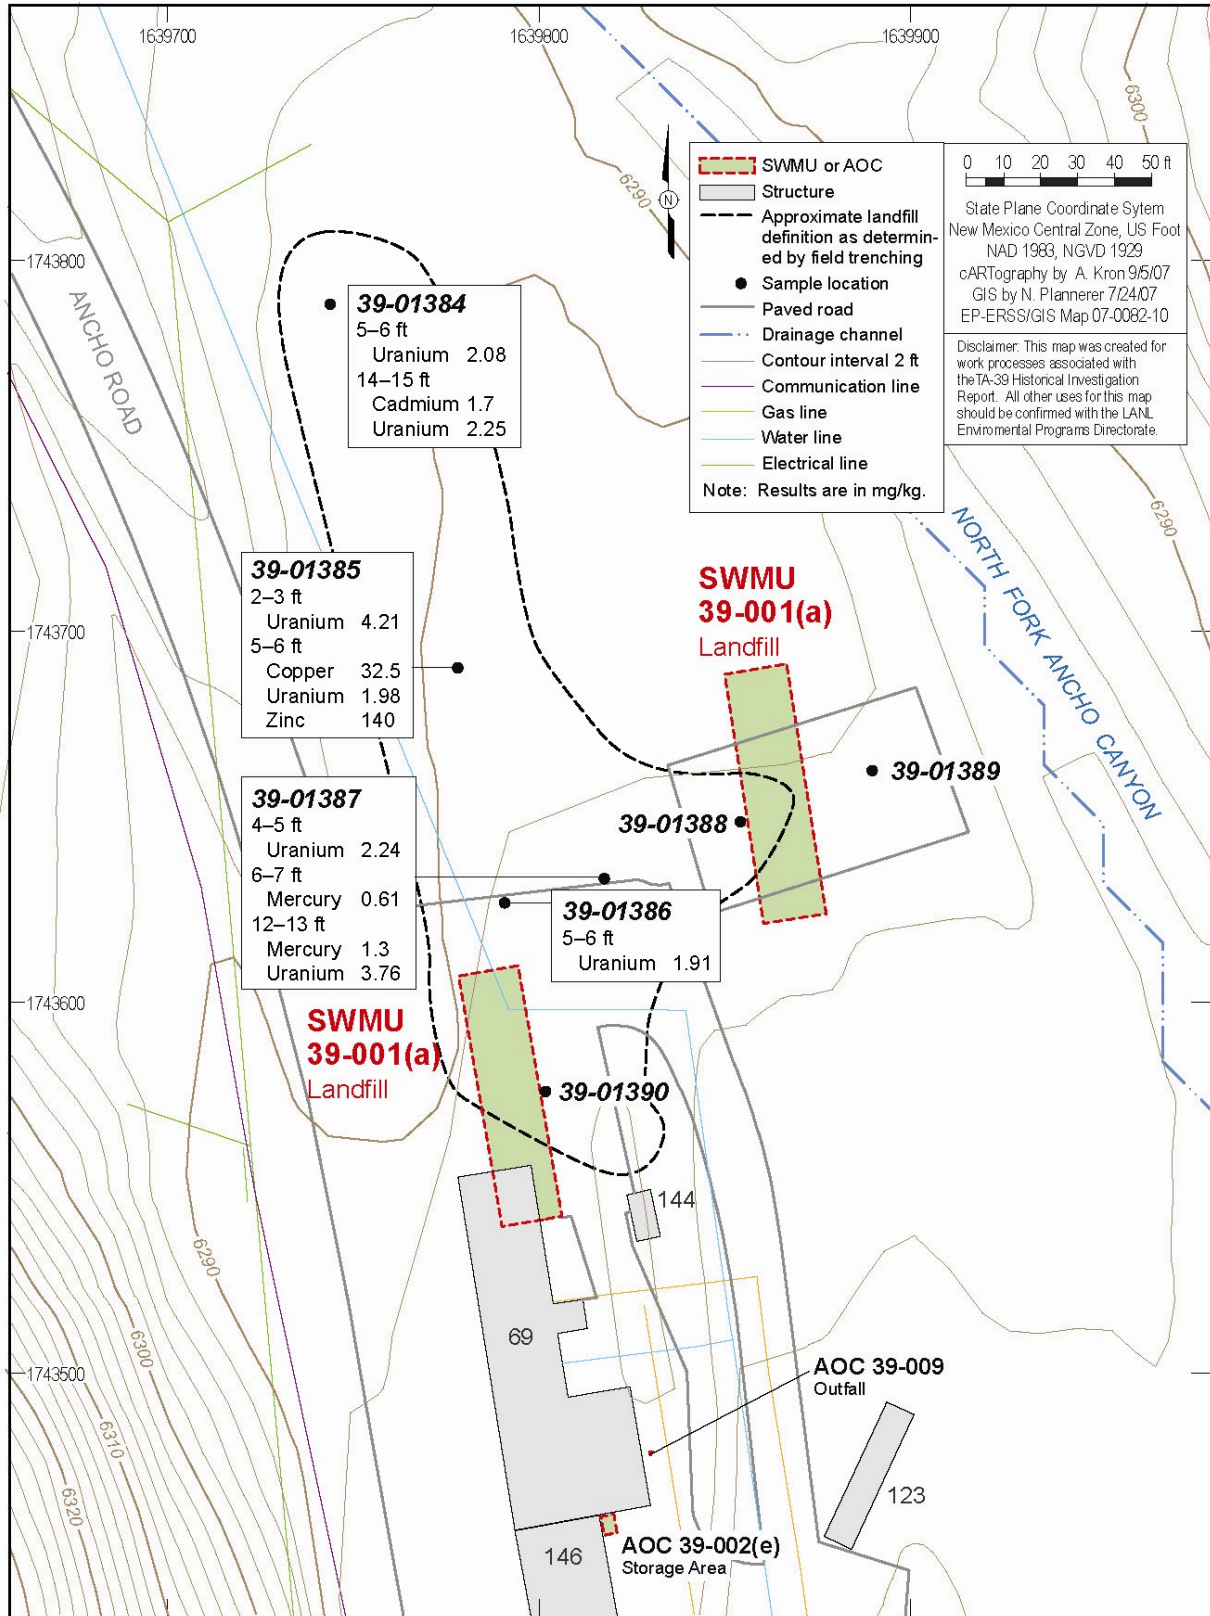 1639700
1639800
1639900
6300
6290
SWMU or AOC
Structure
Approximate landfill
definition as determin-
ed by field trenching
Sample location
Paved road
Drainage channel
Contour interval 2 ft
Communication line
Gas line
Water line
Electrical line
Note: Results are in mg/kg.
0 10 20 30 40 50 ft
State Plane Coordinate Sytem
New Mexico Central Zone, US Foot
NAD 1983, NGVD 1929
cARTography by A. Kron 9/5/07
GIS by N. Plannerer 7/24/07
EP-ERSS/GIS Map 07-0082-10
Disclaimer: This map was created for
work processes associated with
the TA-39 Historical Investigation
Report. All other uses for this map
should be confirmed with the LANL
Enviromental Programs Directorate.
N
1743800
ANCHO ROAD
39-01384
5–6 ft
Uranium 2.08
14–15 ft
Cadmium 1.7
Uranium 2.25
6290
NORTH FORK ANCHO CANYON
39-01385
2–3 ft
Uranium 4.21
5–6 ft
Copper 32.5
Uranium 1.98
Zinc 140
1743700
SWMU
39-001(a)
Landfill
39-01389
39-01388
39-01387
4–5 ft
Uranium 2.24
6–7 ft
Mercury 0.61
12–13 ft
Mercury 1.3
Uranium 3.76
39-01386
5–6 ft
Uranium 1.91
1743600
SWMU
39-001(a)
Landfill
39-01390
144
6290
69
6300
1743500
AOC 39-009
Outfall
6310
6320
123
146
AOC 39-002(e)
Storage Area